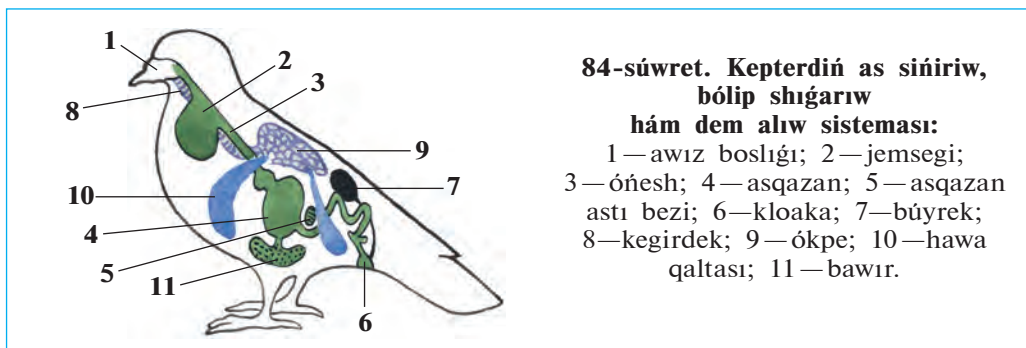 1
2
3
8
9
10
7
4
5
11
6
84-súwret. Kepterdiń as sińiriw,
bólip shıǵarıw
hám dem alıw sisteması:
1—awız boslıǵı; 2—jemsegi;
3—óńesh; 4—asqazan; 5—asqazan
astı bezi; 6—kloaka; 7—búyrek;
8—kegirdek; 9—ókpe; 10—hawa
qaltası; 11—bawır.